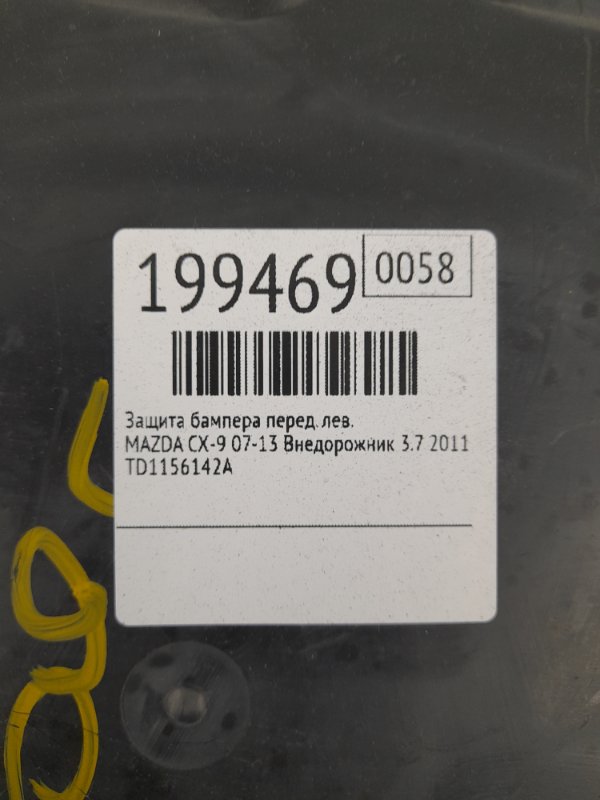 199469 0058
Защита бампера перед. лев.
MAZDA CX-9 07-13 Внедорожник 3.7 2011
TD1156142A